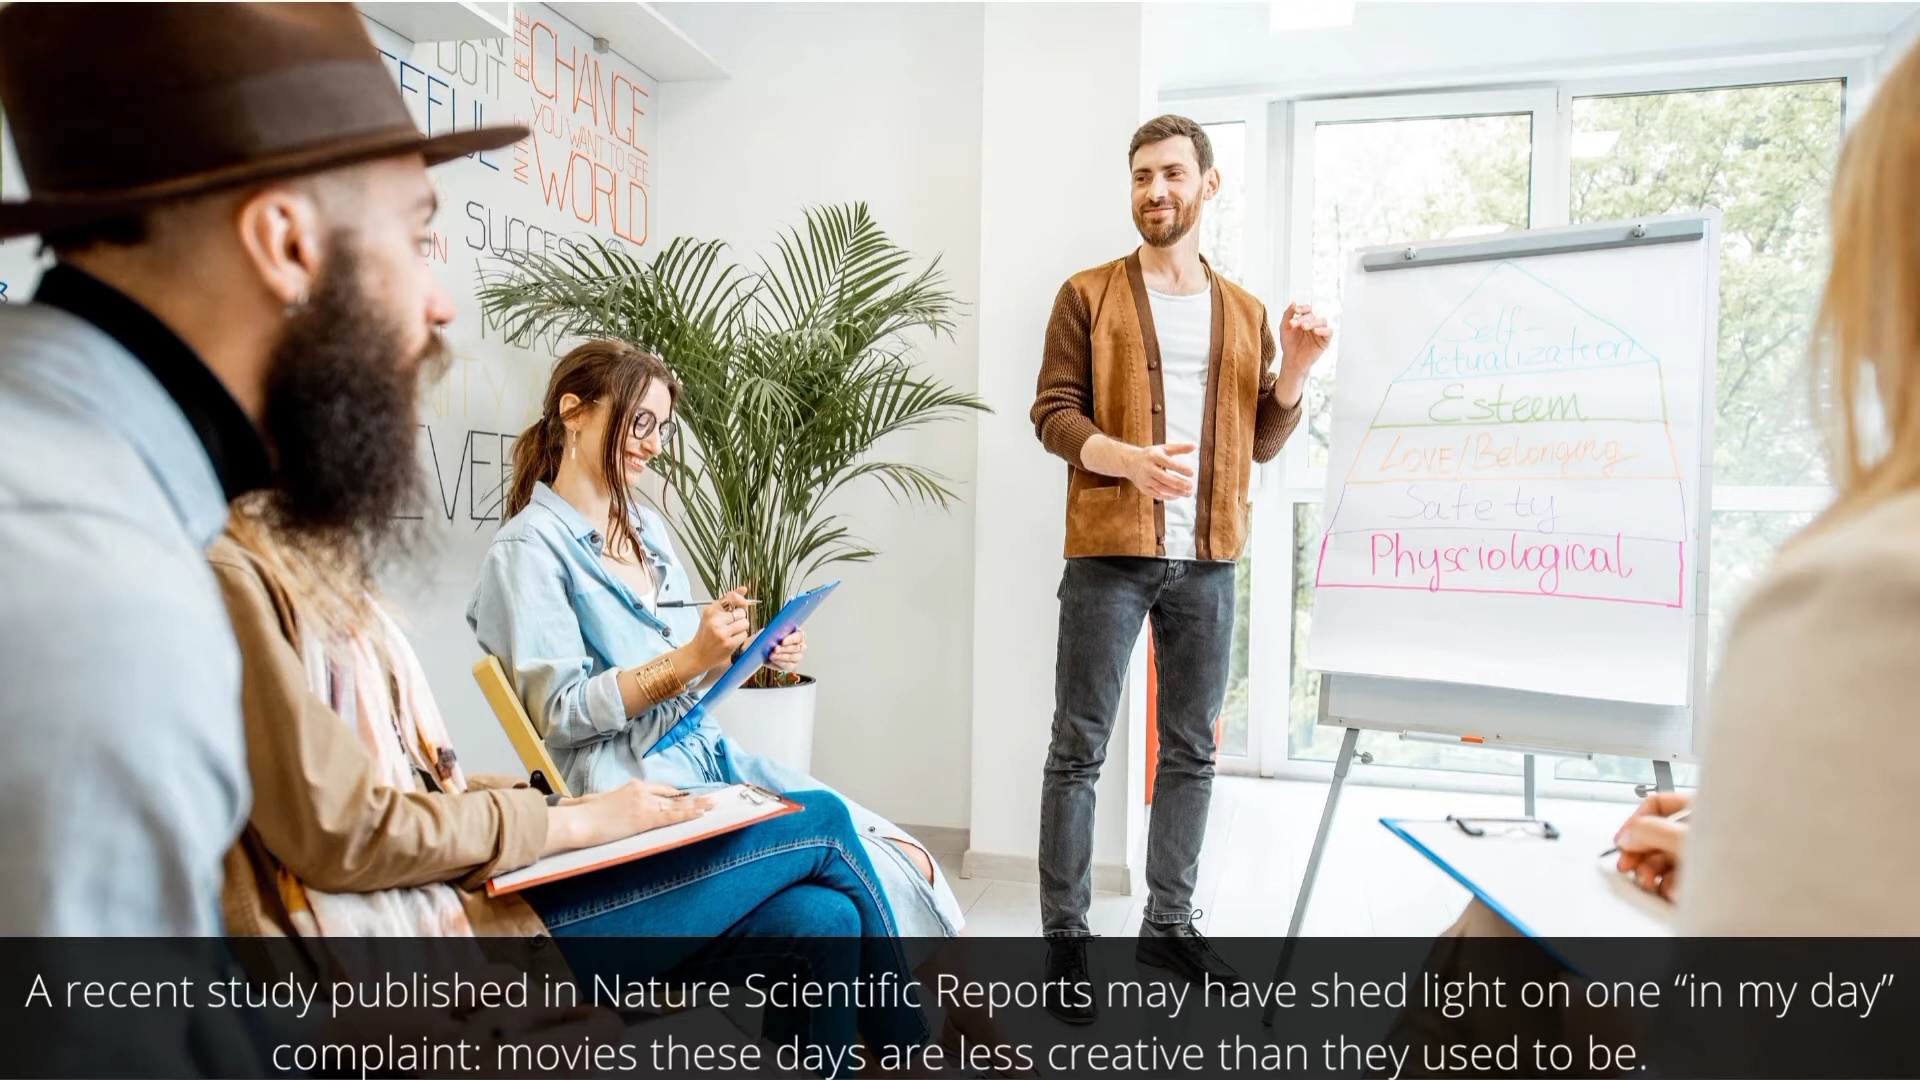 DO IT
BE THE
CHANGE
YOU WANT TO SEE
IN THE
WORLD
SUCCESS
EVER
Self-
Actualization
Esteem
Love/Belonging
Safety
Physciological
A recent study published in Nature Scientific Reports may have shed light on one “in my day”
complaint: movies these days are less creative than they used to be.